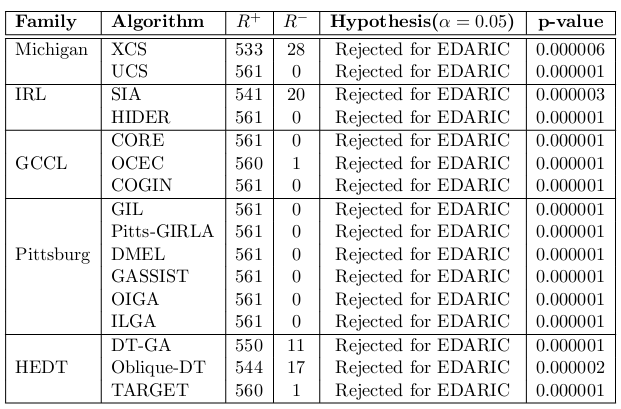 Family Algorithm R+ R− Hypothesis(α = 0.05) p-value
Michigan XCS 533 28 Rejected for EDARIC 0.000006
UCS 561 0 Rejected for EDARIC 0.000001
IRL SIA 541 20 Rejected for EDARIC 0.000003
HIDER 561 0 Rejected for EDARIC 0.000001
CORE 561 0 Rejected for EDARIC 0.000001
GCCL OCEC 560 1 Rejected for EDARIC 0.000001
COGIN 561 0 Rejected for EDARIC 0.000001
GIL 561 0 Rejected for EDARIC 0.000001
Pitts-GIRLA 561 0 Rejected for EDARIC 0.000001
Pittsburg DMEL 561 0 Rejected for EDARIC 0.000001
GASSIST 561 0 Rejected for EDARIC 0.000001
OIGA 561 0 Rejected for EDARIC 0.000001
ILGA 561 0 Rejected for EDARIC 0.000001
DT-GA 550 11 Rejected for EDARIC 0.000001
HEDT Oblique-DT 544 17 Rejected for EDARIC 0.000002
TARGET 560 1 Rejected for EDARIC 0.000001